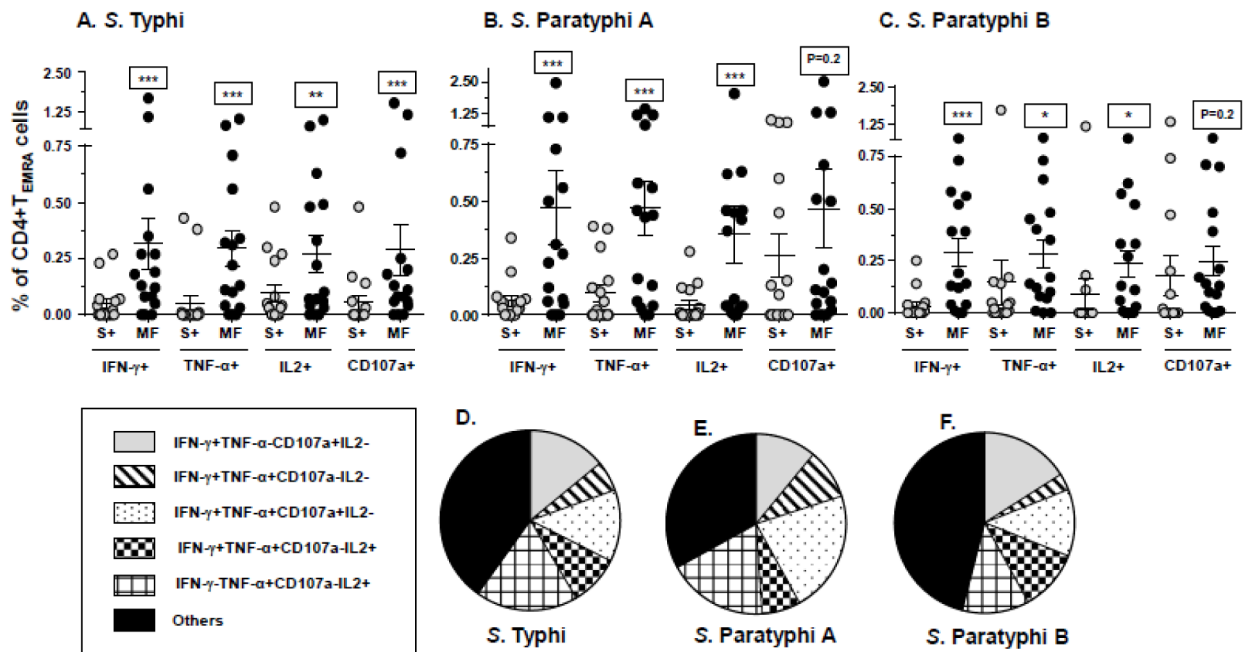 A. S. Typhi
B. S. Paratyphi A
C. S. Paratyphi B
% of CD4+TEMRA cells
2.50
1.25
0.75
0.50
0.25
0.00
***
***
**
***
S+ MF S+ MF S+ MF S+ MF
IFN-γ+ TNF-α+ IL2+ CD107a+
2.50
1.25
0.75
0.50
0.25
0.00
***
***
***
P=0.2
S+ MF S+ MF S+ MF S+ MF
IFN-γ+ TNF-α+ IL2+ CD107a+
2.50
1.25
0.75
0.50
0.25
0.00
***
*
*
P=0.2
S+ MF S+ MF S+ MF S+ MF
IFN-γ+ TNF-α+ IL2+ CD107a+
IFN-γ+TNF-α-CD107a+IL2-
IFN-γ+TNF-α+CD107a-IL2-
IFN-γ+TNF-α+CD107a+IL2-
IFN-γ+TNF-α+CD107a-IL2+
IFN-γ-TNF-α+CD107a-IL2+
Others
D.
S. Typhi
E.
S. Paratyphi A
F.
S. Paratyphi B